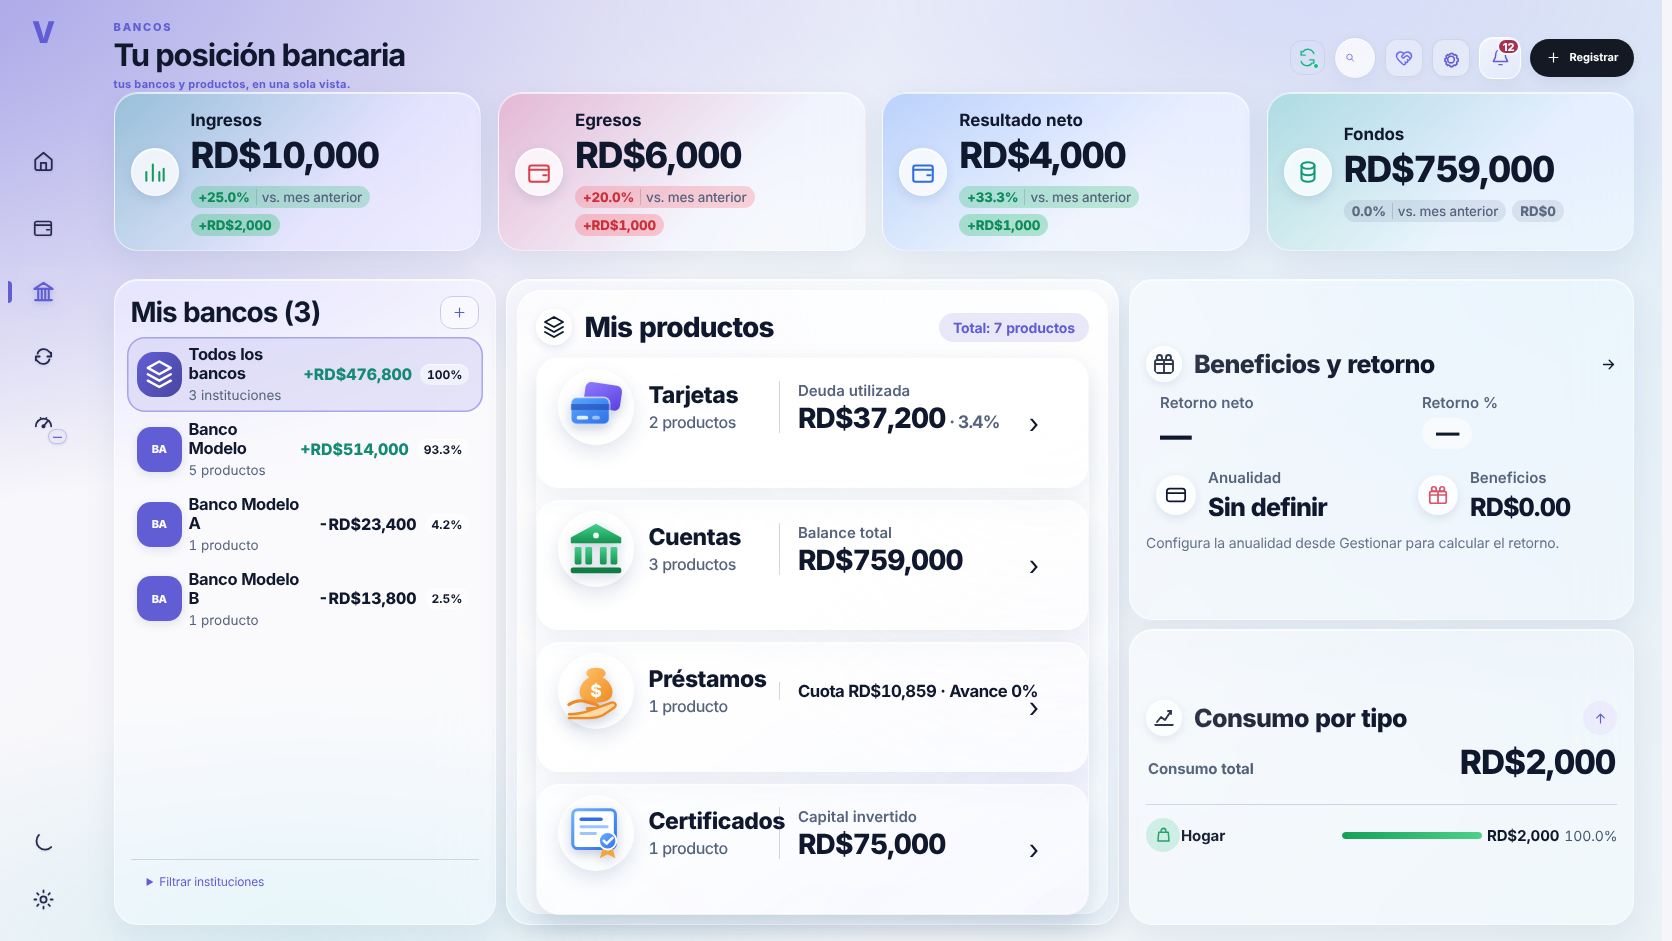 V
BANCOS
Tu posición bancaria
tus bancos y productos, en una sola vista.
12
Registrar
Ingresos
RD$10,000
+25.0% vs. mes anterior
+RD$2,000
Egresos
RD$6,000
+20.0% vs. mes anterior
+RD$1,000
Resultado neto
RD$4,000
+33.3% vs. mes anterior
+RD$1,000
Fondos
RD$759,000
0.0% vs. mes anterior RD$0
Mis bancos (3)
Todos los
bancos
3 instituciones
+RD$476,800 100%
BA
Banco
Modelo
5 productos
+RD$514,000 93.3%
BA
Banco Modelo
A
1 producto
-RD$23,400 4.2%
BA
Banco Modelo
B
1 producto
-RD$13,800 2.5%
Filtrar instituciones
Mis productos
Total: 7 productos
Tarjetas
2 productos
Deuda utilizada
RD$37,200 · 3.4%
Cuentas
3 productos
Balance total
RD$759,000
$
Préstamos
1 producto
Cuota RD$10,859 · Avance 0%
Certificados
1 producto
Capital invertido
RD$75,000
Beneficios y retorno
Retorno neto
—
Retorno %
—
Anualidad
Sin definir
Beneficios
RD$0.00
Configura la anualidad desde Gestionar para calcular el retorno.
Consumo por tipo
Consumo total
RD$2,000
Hogar
RD$2,000 100.0%